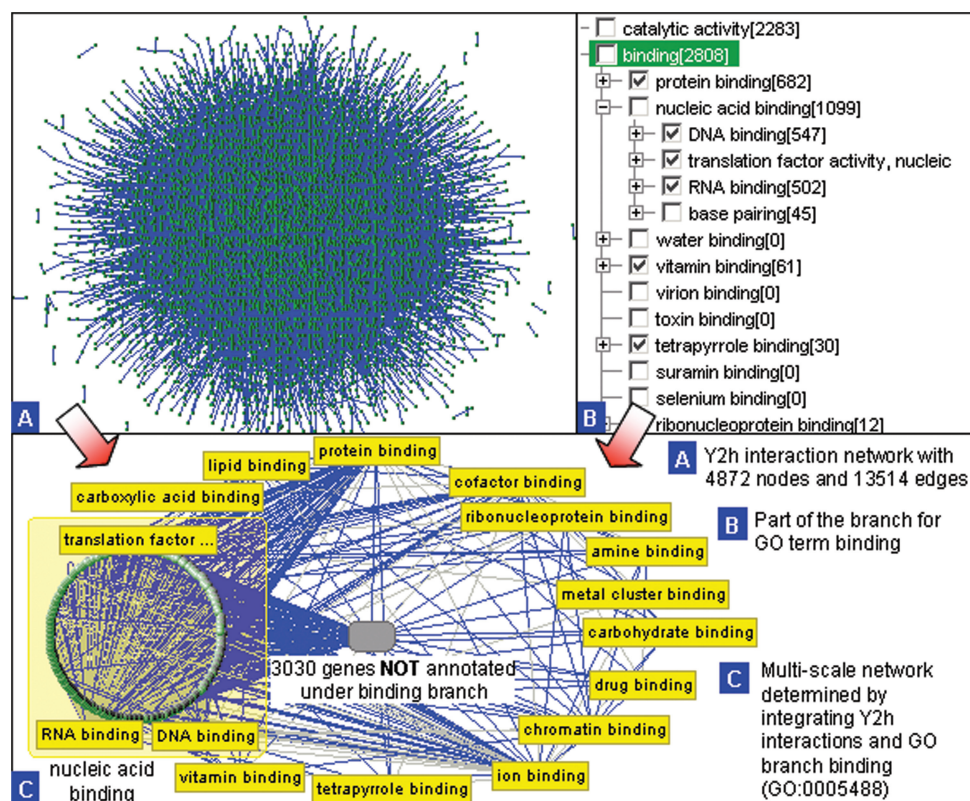 catalytic activity[2283]
binding[2808]
protein binding[682]
nucleic acid binding[1099]
DNA binding[547]
translation factor activity, nucleic
RNA binding[502]
base pairing[45]
water binding[0]
vitamin binding[61]
virion binding[0]
toxin binding[0]
tetrapyrrole binding[30]
suramin binding[0]
selenium binding[0]
ribonucleoprotein binding[12]
A
B
protein binding
lipid binding
carboxylic acid binding
translation factor ...
cofactor binding
ribonucleoprotein binding
amine binding
metal cluster binding
carbohydrate binding
drug binding
chromatin binding
ion binding
tetrapyrrole binding
vitamin binding
RNA binding
DNA binding
nucleic acid
binding
3030 genes NOT annotated
under binding branch
C
A
Y2h interaction network with
4872 nodes and 13514 edges
B
Part of the branch for
GO term binding
C
Multi-scale network
determined by
integrating Y2h
interactions and GO
branch binding
(GO:0005488)